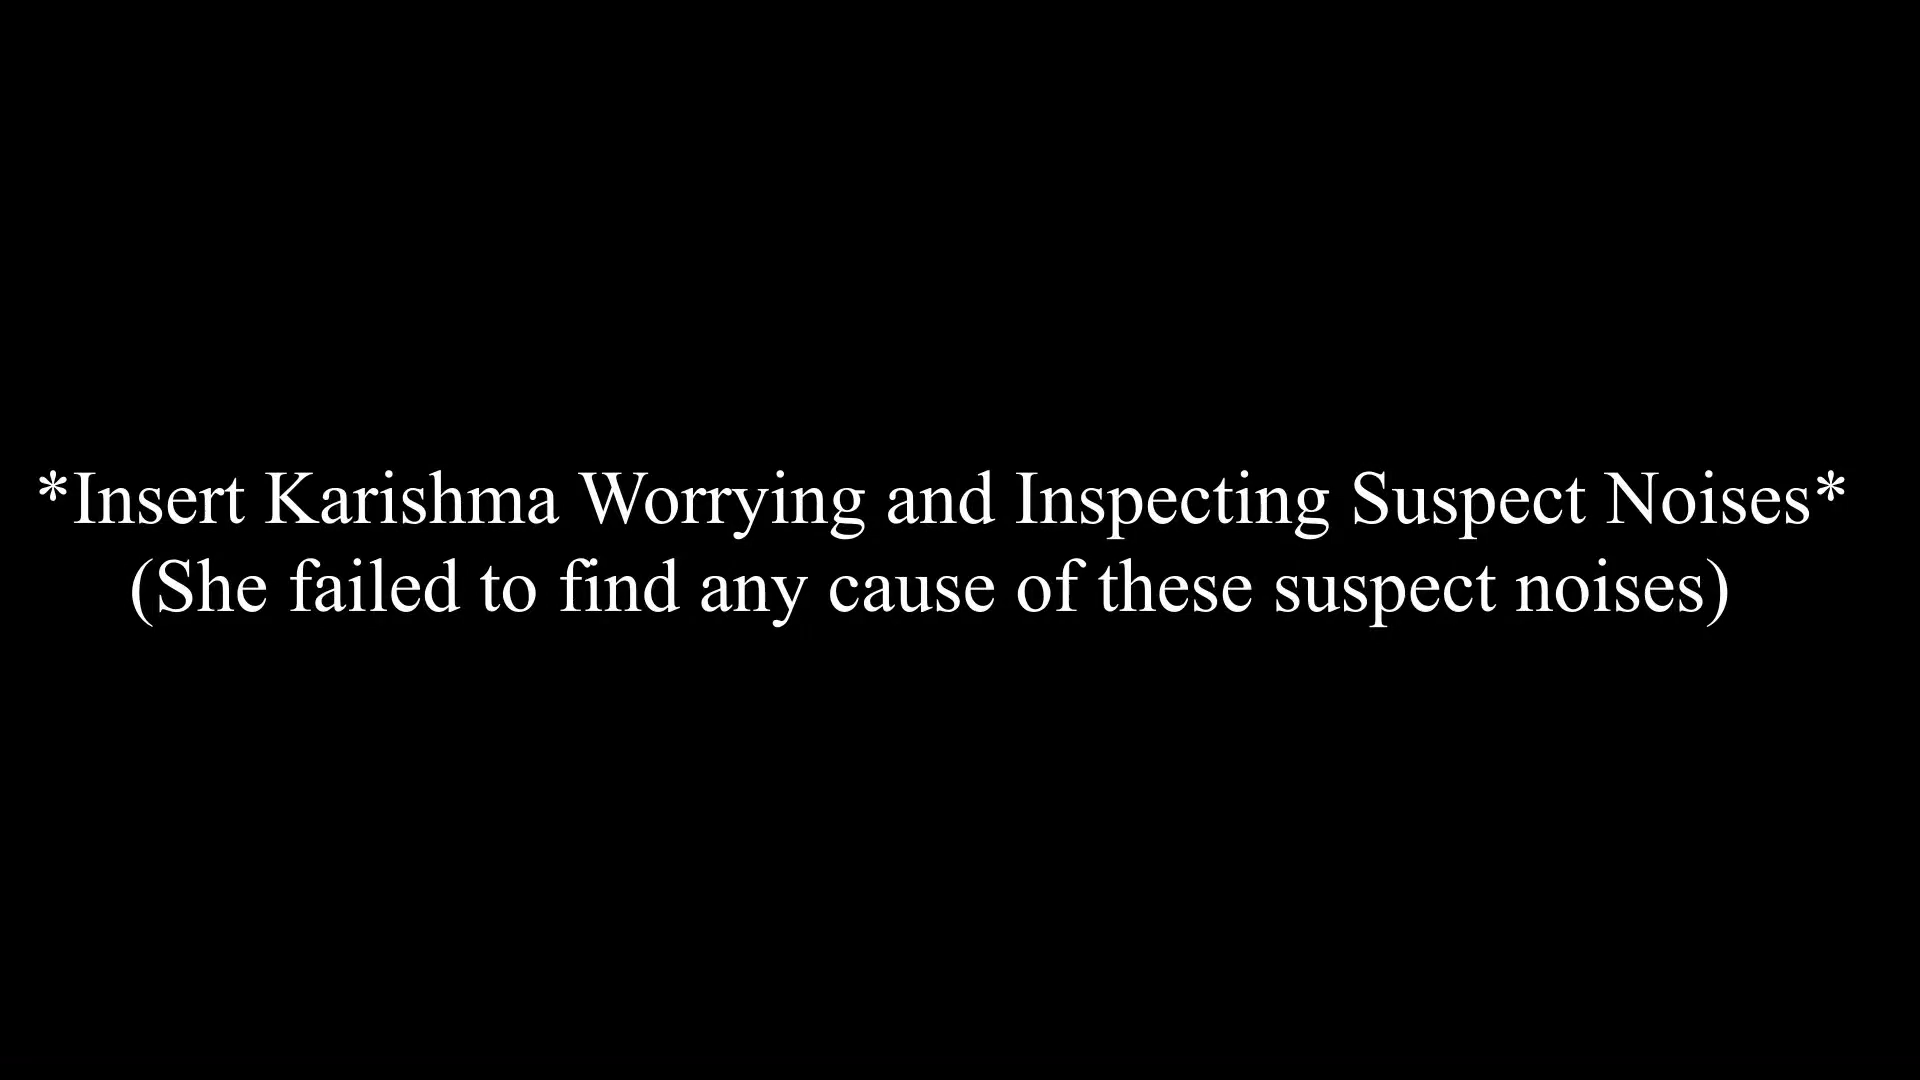 *Insert Karishma Worrying and Inspecting Suspect Noises*
(She failed to find any cause of these suspect noises)